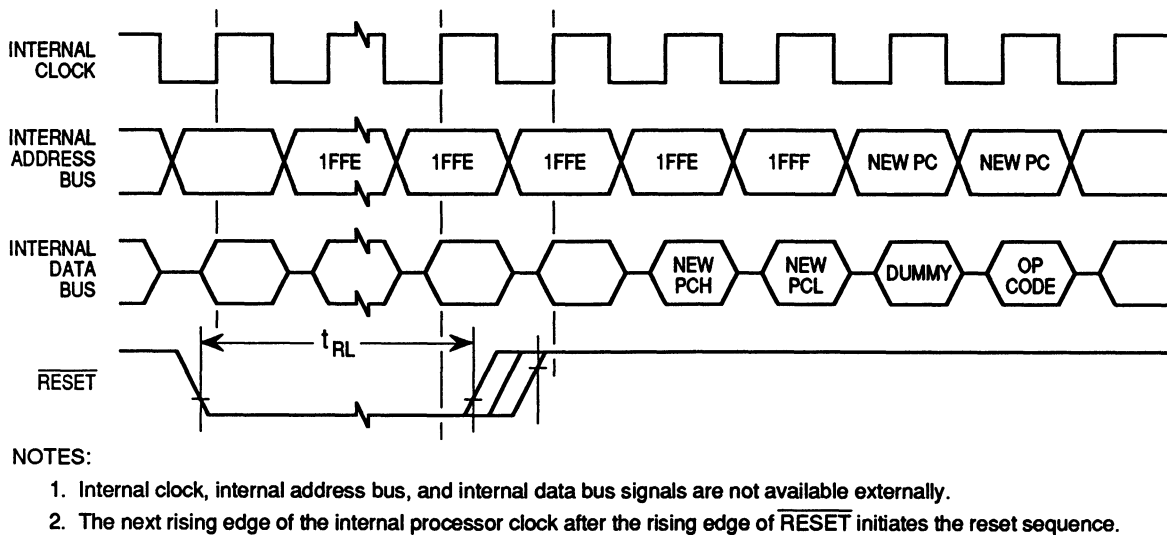 INTERNAL
CLOCK
INTERNAL
ADDRESS
BUS
1FFE
1FFE
1FFE
1FFE
1FFF
NEW PC
NEW PC
INTERNAL
DATA
BUS
NEW
PCH
NEW
PCL
DUMMY
OP
CODE
tRL
RESET
NOTES:
1. Internal clock, internal address bus, and internal data bus signals are not available externally.
2. The next rising edge of the internal processor clock after the rising edge of RESET initiates the reset sequence.